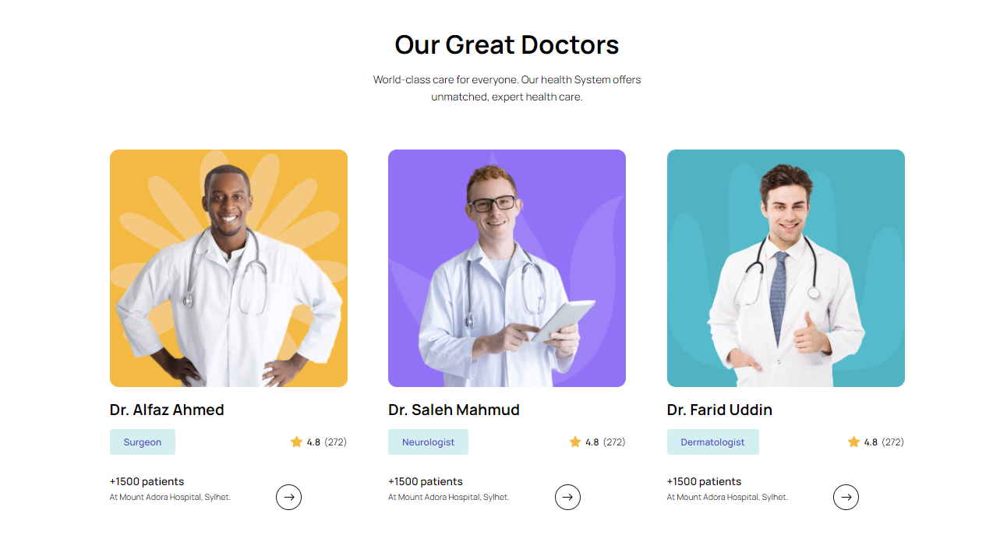 Our Great Doctors
World-class care for everyone. Our health System offers
unmatched, expert health care.
Dr. Alfaz Ahmed
Surgeon
4.8 (272)
+1500 patients
At Mount Adora Hospital, Sylhet.
Dr. Saleh Mahmud
Neurologist
4.8 (272)
+1500 patients
At Mount Adora Hospital, Sylhet.
Dr. Farid Uddin
Dermatologist
4.8 (272)
+1500 patients
At Mount Adora Hospital, Sylhet.